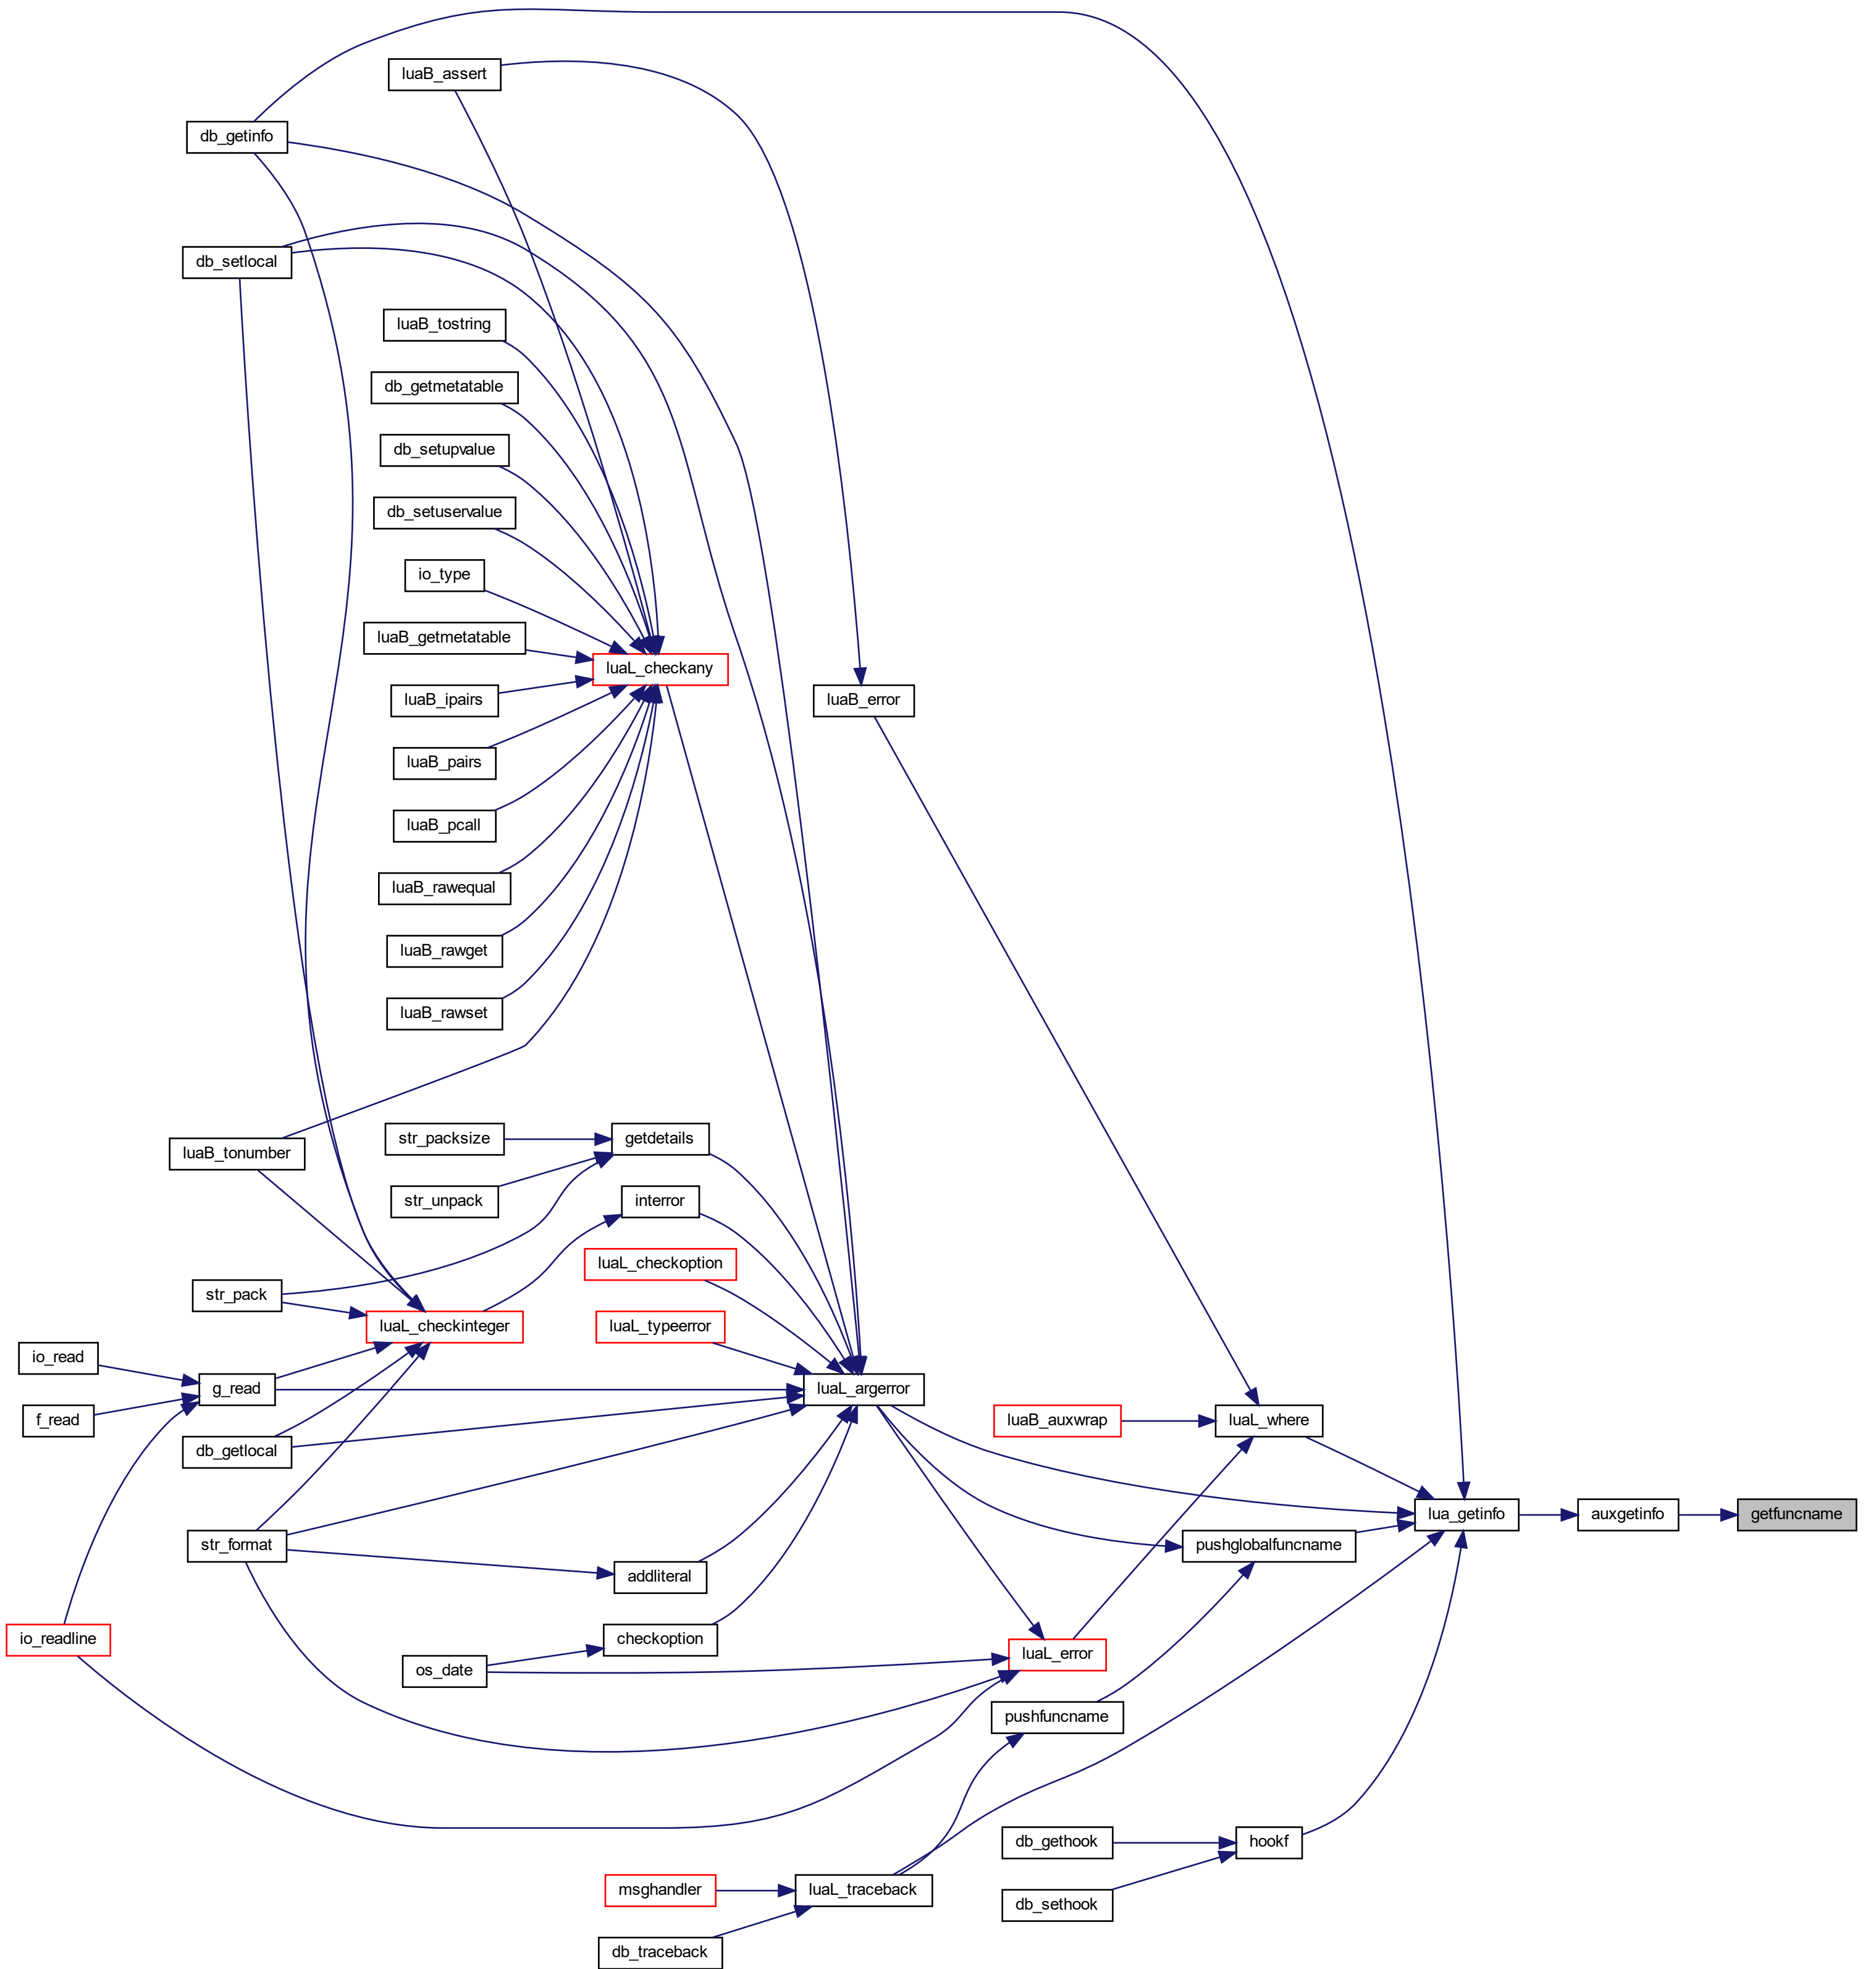 luaB_assert
db_getinfo
db_setlocal
luaB_tostring
db_getmetatable
db_setupvalue
db_setuservalue
io_type
luaB_getmetatable
luaL_checkany
luaB_ipairs
luaB_error
luaB_pairs
luaB_pcall
luaB_rawequal
luaB_rawget
luaB_rawset
luaB_tonumber
str_packsize
getdetails
str_unpack
interror
luaL_checkoption
str_pack
luaL_checkinteger
luaL_typeerror
io_read
g_read
luaL_argerror
f_read
luaB_auxwrap
luaL_where
db_getlocal
lua_getinfo
auxgetinfo
getfuncname
str_format
pushglobalfuncname
addliteral
io_readline
checkoption
luaL_error
os_date
pushfuncname
db_gethook
hookf
msghandler
luaL_traceback
db_sethook
db_traceback